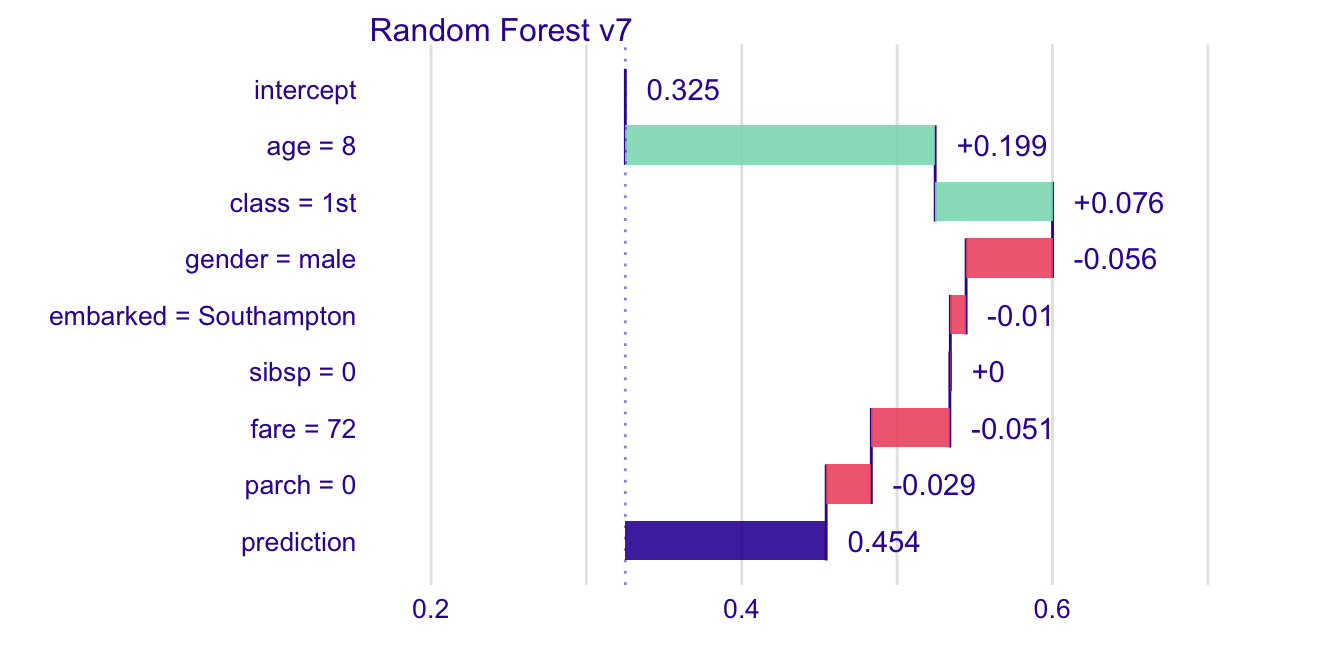 Random Forest v7
intercept 0.325
age = 8 +0.199
class = 1st +0.076
gender = male -0.056
embarked = Southampton -0.01
sibsp = 0 +0
fare = 72 -0.051
parch = 0 -0.029
prediction 0.454
0.2 0.4 0.6